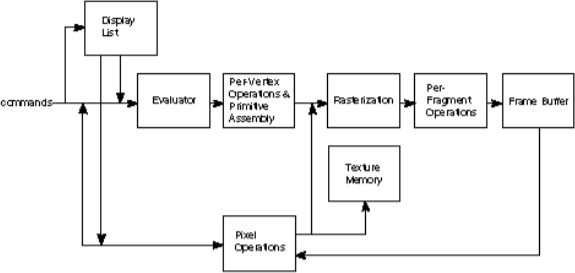 Display
List
commands
Evaluator
Per-Vertex
Operations &
Primitive
Assembly
Rasterization
Per-
Fragment
Operations
Frame Buffer
Texture
Memory
Pixel
Operations